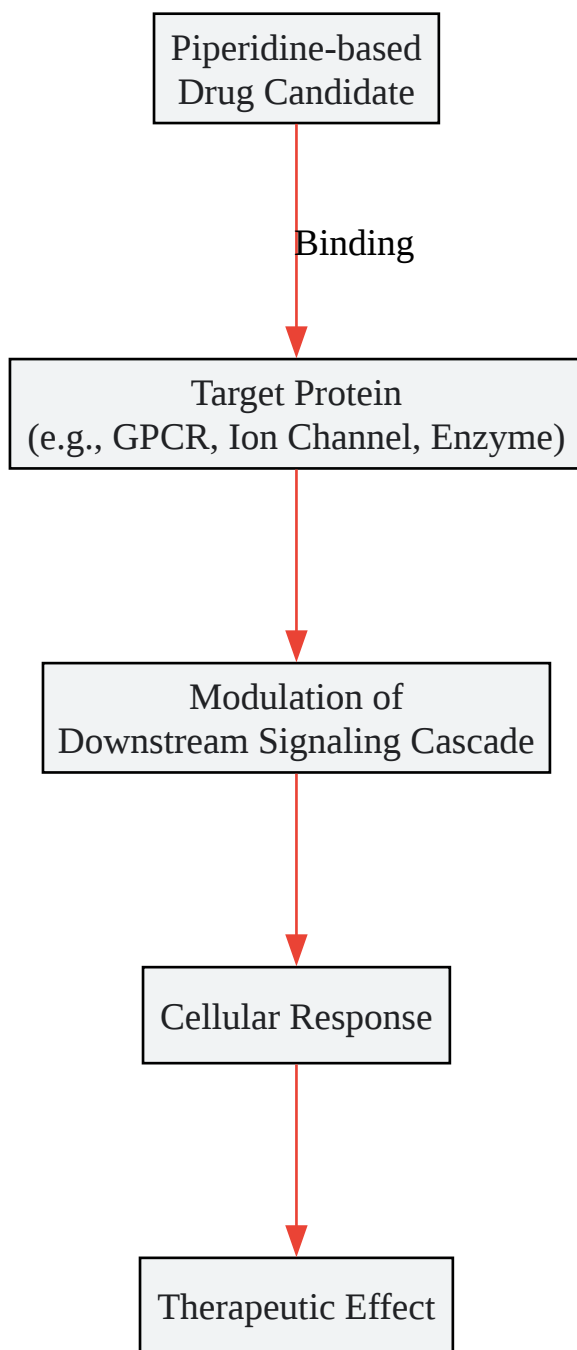 Piperidine-based
Drug Candidate
Binding
Target Protein
(e.g., GPCR, Ion Channel, Enzyme)
Modulation of
Downstream Signaling Cascade
Cellular Response
Therapeutic Effect